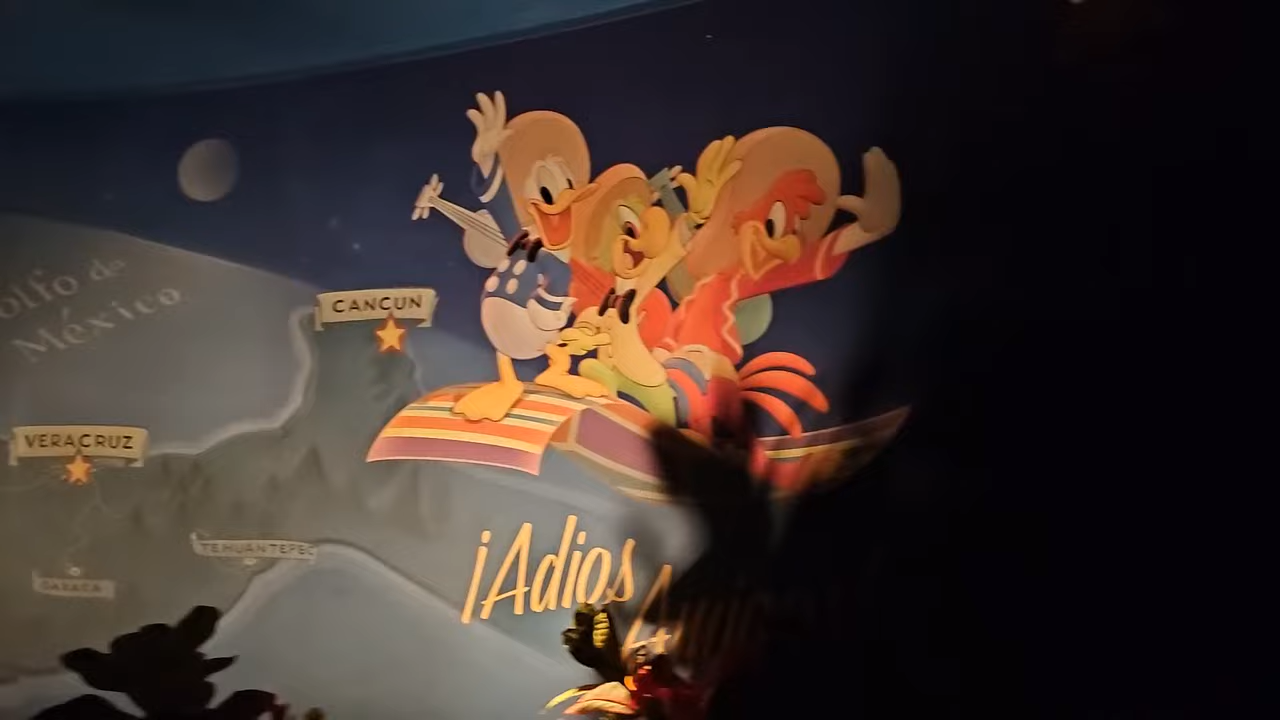 olfo de
México
CANCUN
VERACRUZ
TEHUANTEPEC
OAXACA
¡Adios
A